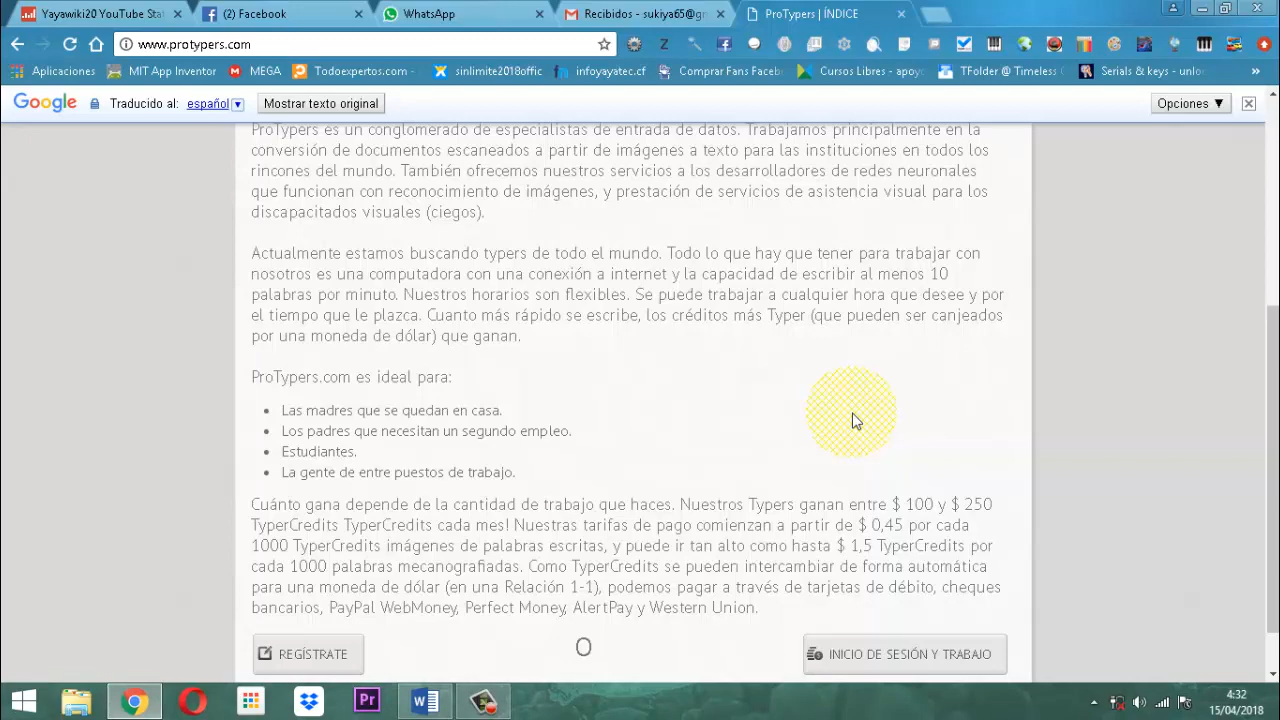 Yayawiki20 YouTube Stat
(2) Facebook
WhatsApp
Recibidos - sukiya65@gm
ProTypers | ÍNDICE
www.protypers.com
Aplicaciones
MIT App Inventor
MEGA
Todoexpertos.com -
sinlimite2018offic
infoyayatec.cf
Comprar Fans Faceb
Cursos Libres - apoy
TFolder @ Timeless
Serials & keys - unlo
Google Traducido al: español Mostrar texto original Opciones ▼
ProTypers es un conglomerado de especialistas de entrada de datos. Trabajamos principalmente en la
conversión de documentos escaneados a partir de imágenes a texto para las instituciones en todos los
rincones del mundo. También ofrecemos nuestros servicios a los desarrolladores de redes neuronales
que funcionan con reconocimiento de imágenes, y prestación de servicios de asistencia visual para los
discapacitados visuales (ciegos).
Actualmente estamos buscando typers de todo el mundo. Todo lo que hay que tener para trabajar con
nosotros es una computadora con una conexión a internet y la capacidad de escribir al menos 10
palabras por minuto. Nuestros horarios son flexibles. Se puede trabajar a cualquier hora que desee y por
el tiempo que le plazca. Cuanto más rápido se escribe, los créditos más Typer (que pueden ser canjeados
por una moneda de dólar) que ganan.
ProTypers.com es ideal para:
• Las madres que se quedan en casa.
• Los padres que necesitan un segundo empleo.
• Estudiantes.
• La gente de entre puestos de trabajo.
Cuánto gana depende de la cantidad de trabajo que haces. Nuestros Typers ganan entre $ 100 y $ 250
TyperCredits TyperCredits cada mes! Nuestras tarifas de pago comienzan a partir de $ 0,45 por cada
1000 TyperCredits imágenes de palabras escritas, y puede ir tan alto como hasta $ 1,5 TyperCredits por
cada 1000 palabras mecanografiadas. Como TyperCredits se pueden intercambiar de forma automática
para una moneda de dólar (en una Relación 1-1), podemos pagar a través de tarjetas de débito, cheques
bancarios, PayPal WebMoney, Perfect Money, AlertPay y Western Union.
REGÍSTRATE
O
INICIO DE SESIÓN Y TRABAJO
Pr
4:32
15/04/2018